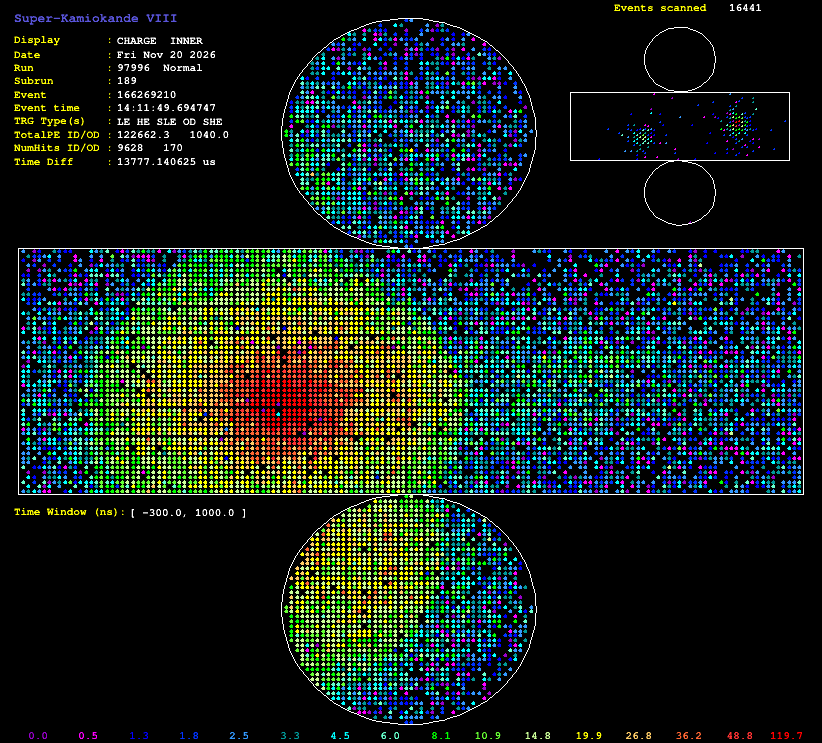 Super-Kamiokande VIII
Events scanned 16441
Display : CHARGE INNER
Date : Fri Nov 20 2026
Run : 97996 Normal
Subrun : 189
Event : 166269210
Event time : 14:11:49.694747
TRG Type(s) : LE HE SLE OD SHE
TotalPE ID/OD : 122662.3 1040.0
NumHits ID/OD : 9628 170
Time Diff : 13777.140625 us
Time Window (ns): [ -300.0, 1000.0 ]
0.0 0.5 1.3 1.8 2.5 3.3 4.5 6.0 8.1 10.9 14.8 19.9 26.8 36.2 48.8 119.7